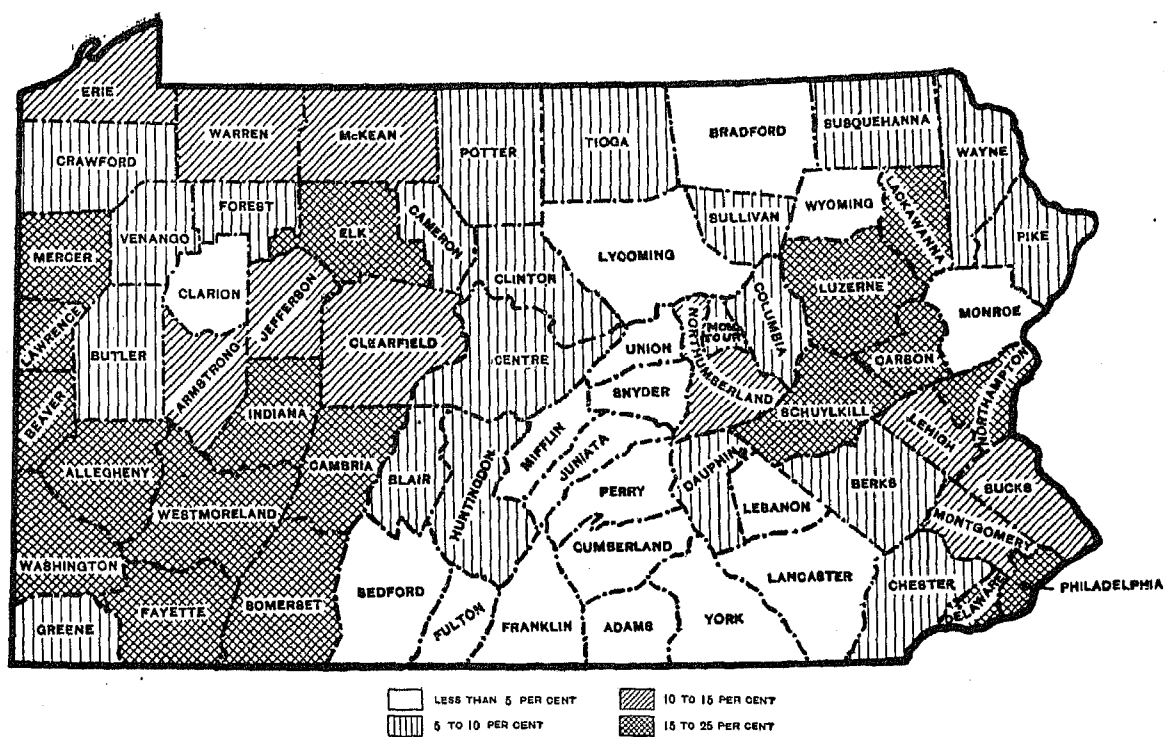 ERIE
WARREN
McKEAN
CRAWFORD
POTTER
TIOGA
BRADFORD
BUSQUEHANNA
WAYNE
FOREST
VENANGO
MERCER
ELK
CAMERON
SULLIVAN
WYOMING
LACKAWANNA
PIKE
CLARION
JEFFERSON
CLINTON
LYCOMING
COLUMBIA
LUZERNE
MONROE
LAWRENCE
BUTLER
ARMSTRONG
CLEARFIELD
CENTRE
UNION
NORTHUMBERLAND
MON
TOUR
CARBON
BEAVER
INDIANA
SNYDER
SCHUYLKILL
LEHIGH
NORTHAMPTON
ALLEGHENY
CAMBRIA
BLAIR
HUNTINGDON
MIFFLIN
JUNIATA
DAUPHIN
BERKS
BUCKS
WESTMORELAND
PERRY
LEBANON
MONTGOMERY
WASHINGTON
CUMBERLAND
LANCASTER
CHESTER
DELAWARE
PHILADELPHIA
GREENE
FAYETTE
SOMERSET
BEDFORD
FULTON
FRANKLIN
ADAMS
YORK
LESS THAN 5 PER CENT
10 TO 15 PER CENT
5 TO 10 PER CENT
15 TO 25 PER CENT